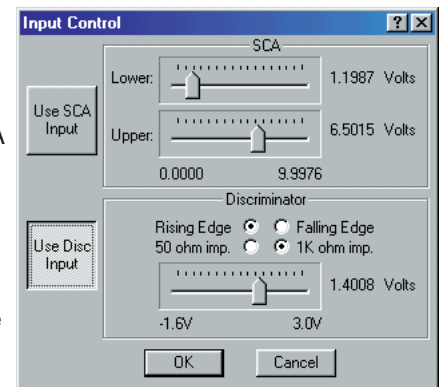 Input Control
SCA
Lower: 1.1987 Volts
Use SCA
Input
Upper: 6.5015 Volts
0.0000 9.9976
Discriminator
Rising Edge Falling Edge
50 ohm imp. 1K ohm imp.
Use Disc
Input
1.4008 Volts
-1.6V 3.0V
OK Cancel